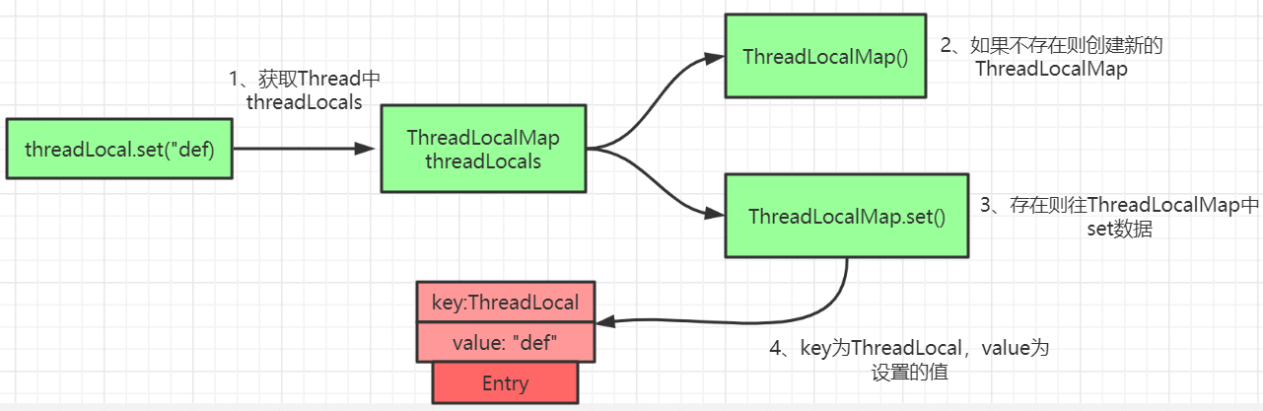 1、获取Thread中
threadLocals
threadLocal.set("def)
ThreadLocalMap
threadLocals
ThreadLocalMap()
2、如果不存在则创建新的
ThreadLocalMap
ThreadLocalMap.set()
3、存在则往ThreadLocalMap中
set数据
key:ThreadLocal
value: "def"
Entry
4、key为ThreadLocal，value为
设置的值